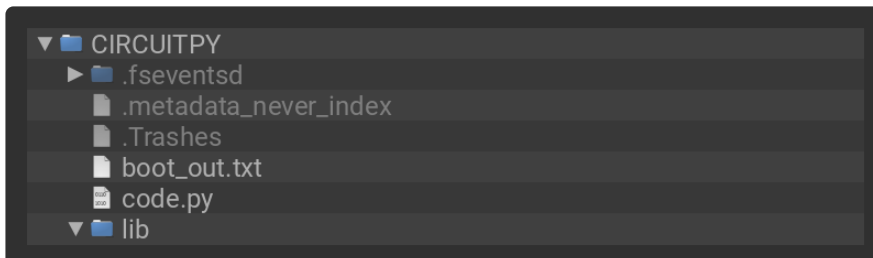 CIRCUITPY
.fseventsd
.metadata_never_index
.Trashes
boot_out.txt
code.py
lib